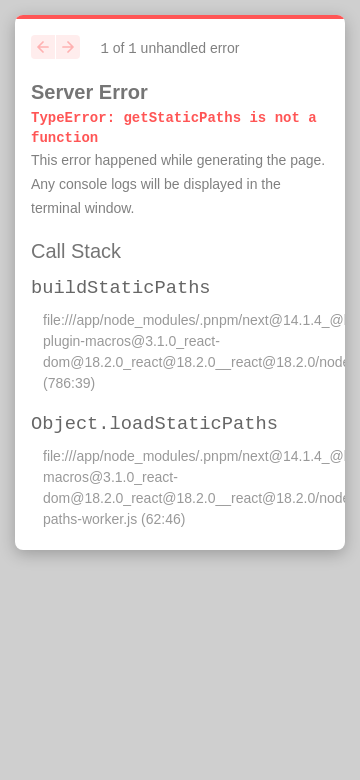 1 of 1 unhandled error
Server Error
TypeError: getStaticPaths is not a
function
This error happened while generating the page.
Any console logs will be displayed in the
terminal window.
Call Stack
buildStaticPaths
file:///app/node_modules/.pnpm/next@14.1.4_@
plugin-macros@3.1.0_react-
dom@18.2.0_react@18.2.0__react@18.2.0/node
(786:39)
Object.loadStaticPaths
file:///app/node_modules/.pnpm/next@14.1.4_@
macros@3.1.0_react-
dom@18.2.0_react@18.2.0__react@18.2.0/node
paths-worker.js (62:46)